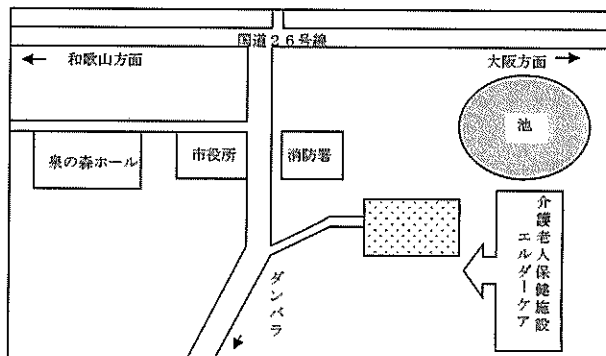 国道２６号線
和歌山方面
大阪方面
池
泉の森ホール
市役所
消防署
介護老人保健施設
エルダーケア
ダンバラ